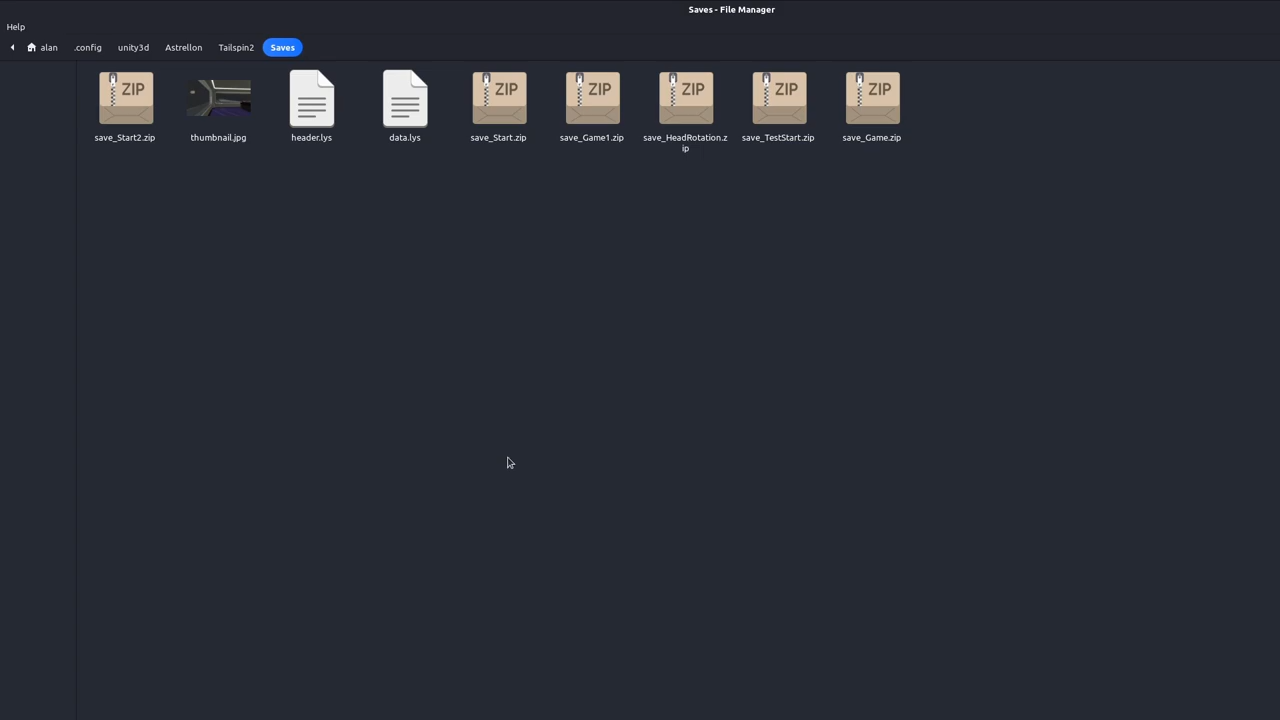 Saves - File Manager
Help
alan .config unity3d Astrellon Tailspin2 Saves
ZIP ZIP ZIP ZIP ZIP ZIP
save_Start2.zip thumbnail.jpg header.lys data.lys save_Start.zip save_Game1.zip save_HeadRotation.z save_TestStart.zip save_Game.zip
ip